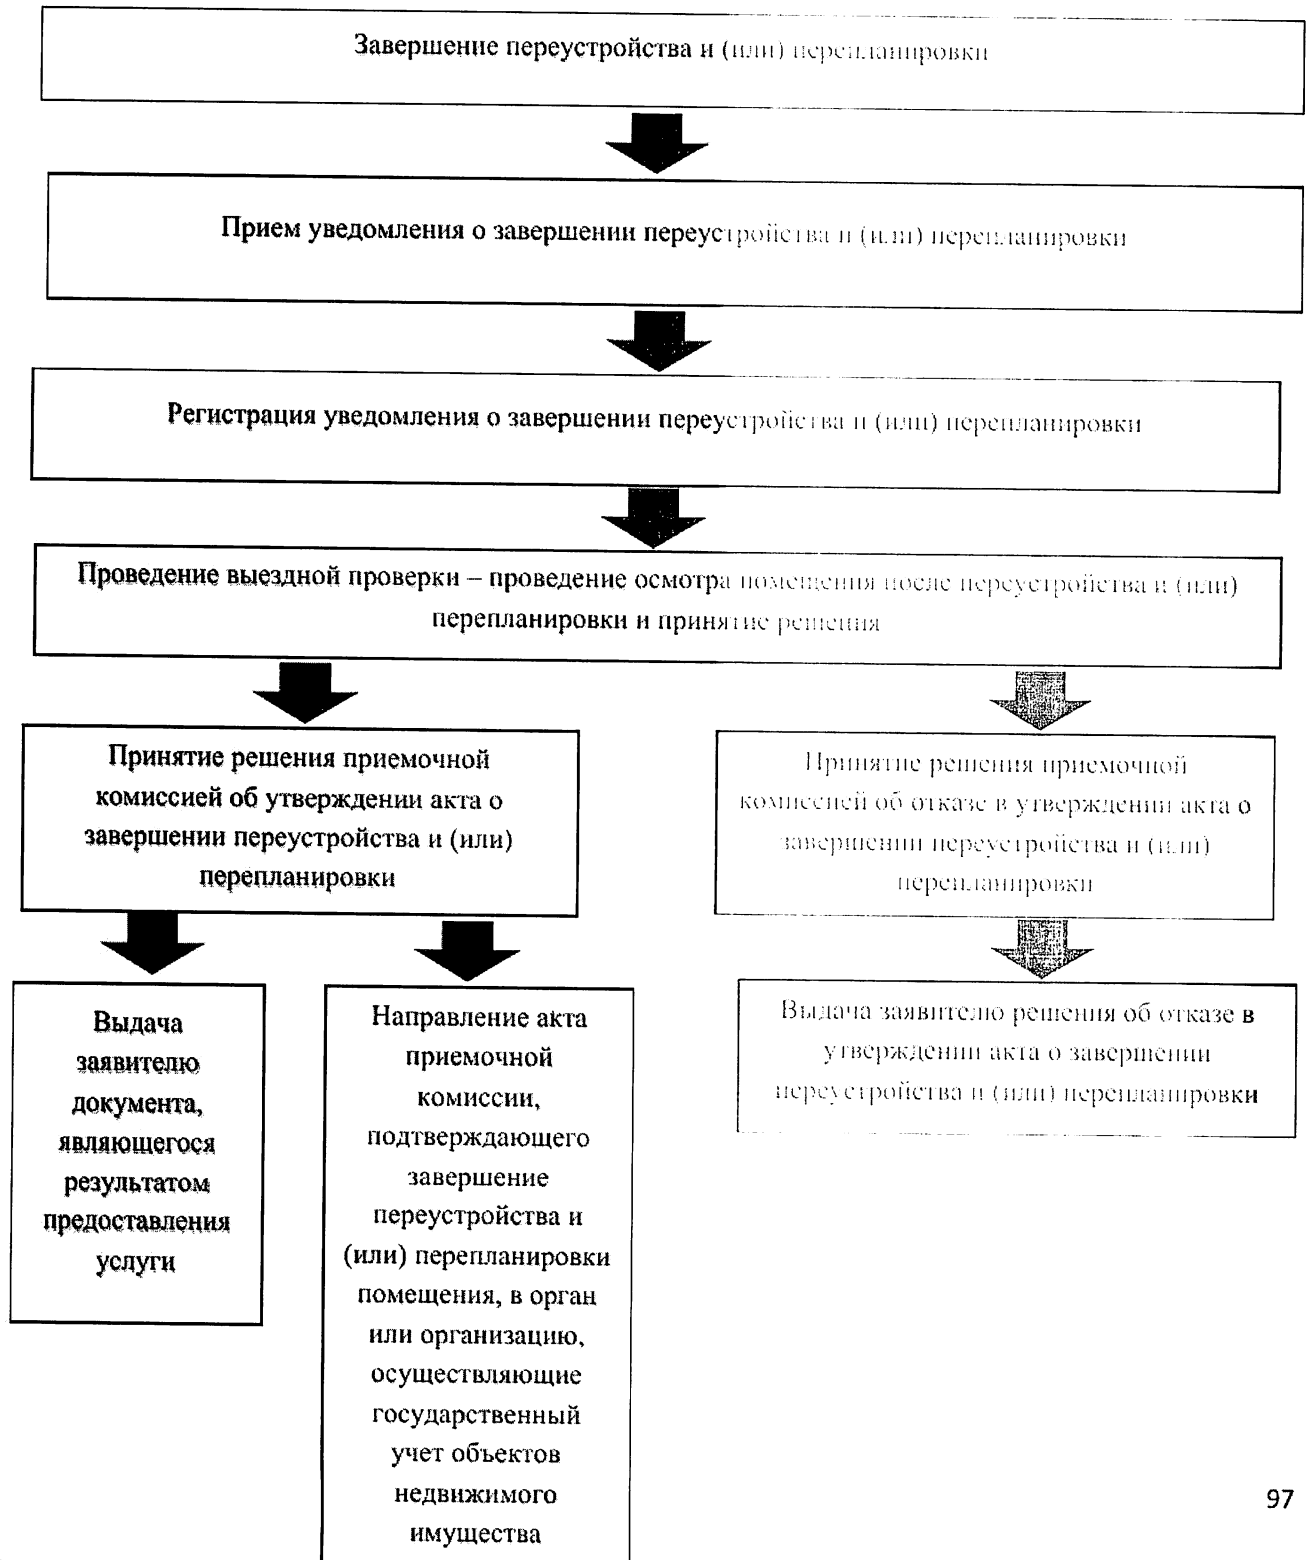 Завершение переустройства и (или) перепланировки
Прием уведомления о завершении переустройства и (или) перепланировки
Регистрация уведомления о завершении переустройства и (или) перепланировки
Проведение выездной проверки – проведение осмотра помещения после переустройства и (или)
перепланировки и принятие решения
Принятие решения приемочной
комиссией об утверждении акта о
завершении переустройства и (или)
перепланировки
Принятие решения приемочной
комиссией об отказе в утверждении акта о
завершении переустройства и (или)
перепланировки
Выдача
заявителю
документа,
являющегося
результатом
предоставления
услуги
Направление акта
приемочной
комиссии,
подтверждающего
завершение
переустройства и
(или) перепланировки
помещения, в орган
или организацию,
осуществляющие
государственный
учет объектов
недвижимого
имущества
Выдача заявителю решения об отказе в
утверждении акта о завершении
переустройства и (или) перепланировки
97